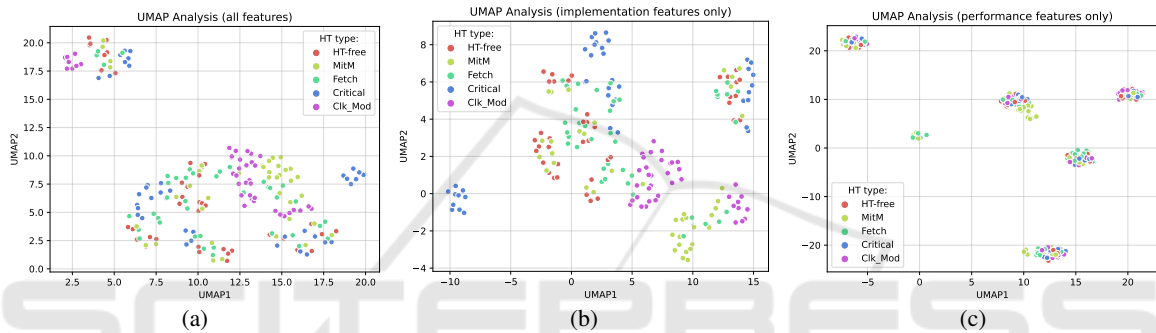 UMAP Analysis (all features)
20.0
17.5
15.0
12.5
10.0
7.5
5.0
2.5
0.0
UMAP2
HT type:
HT-free
MitM
Fetch
Critical
Clk_Mod
2.5 5.0 7.5 10.0 12.5 15.0 17.5 20.0
UMAP1
(a)
UMAP Analysis (implementation features only)
8
6
4
2
0
−2
−4
UMAP2
HT type:
HT-free
MitM
Fetch
Critical
Clk_Mod
−10 −5 0 5 10 15
UMAP1
(b)
UMAP Analysis (performance features only)
20
10
0
−10
−20
UMAP2
HT type:
HT-free
MitM
Fetch
Critical
Clk_Mod
−5 0 5 10 15 20
UMAP1
(c)